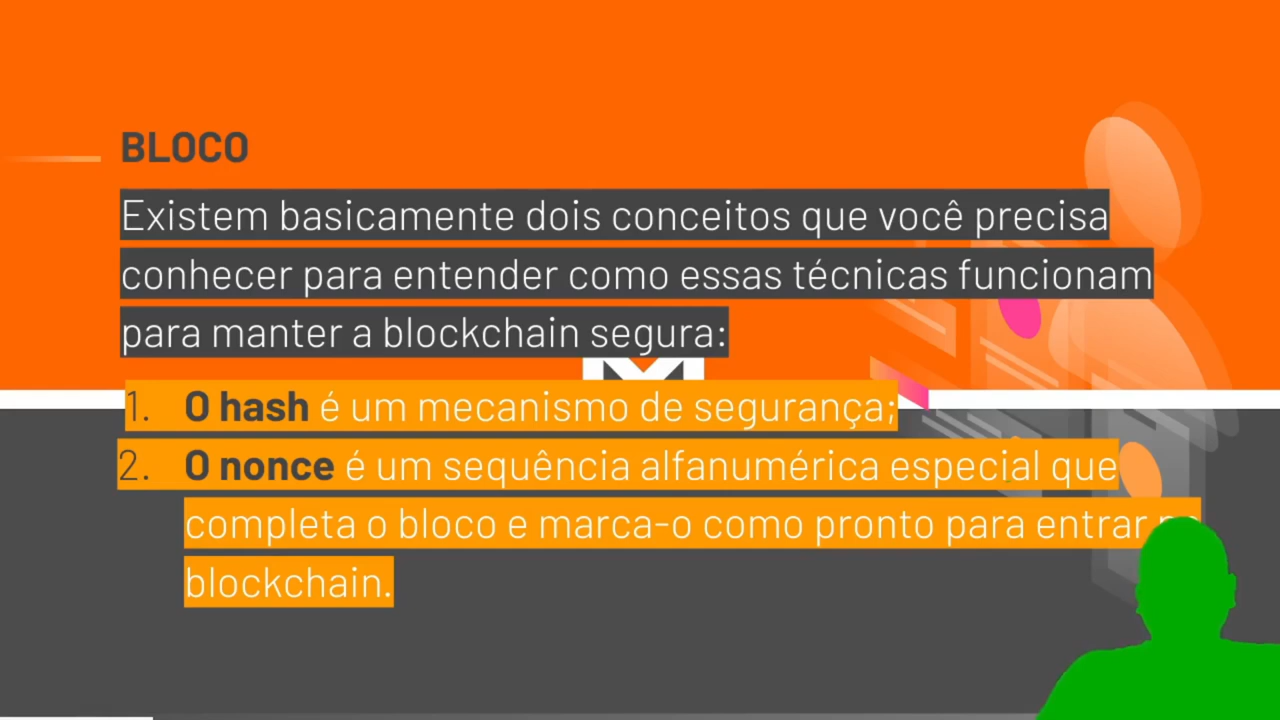 BLOCO
Existem basicamente dois conceitos que você precisa
conhecer para entender como essas técnicas funcionam
para manter a blockchain segura:
1. O hash é um mecanismo de segurança;
2. O nonce é um sequência alfanumérica especial que
completa o bloco e marca-o como pronto para entrar
blockchain.